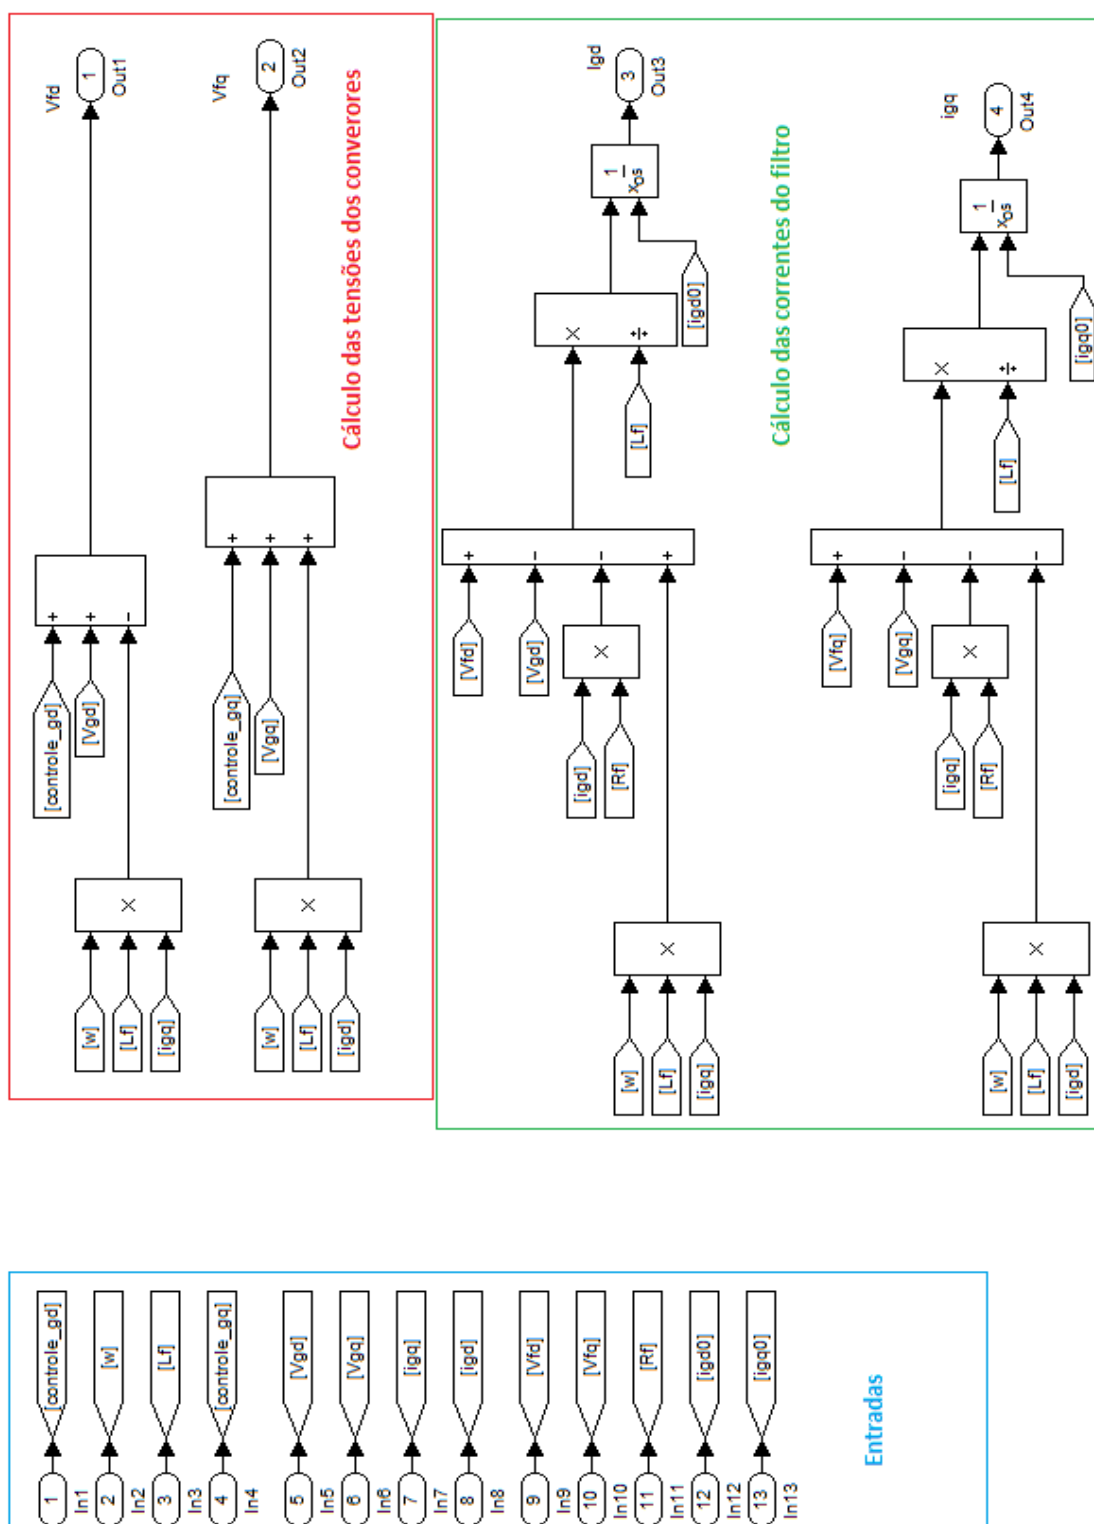 Entradas
1
In1
[controle_gd]
2
In2
[w]
3
In3
[Lf]
4
In4
[controle_gq]
5
In5
[Vgd]
6
In6
[Vgq]
7
In7
[igq]
8
In8
[igd]
9
In9
[Vfd]
10
In10
[Vfq]
11
In11
[Rf]
12
In12
[igd0]
13
In13
[igq0]
Cálculo das tensões dos converores
[w]
[Lf]
[igq]
×
[controle_gd]
[Vgd]
+
+
-
Vfd
1
Out1
[w]
[Lf]
[igd]
×
[controle_gq]
[Vgq]
+
+
+
Vfq
2
Out2
Cálculo das correntes do filtro
[w]
[Lf]
[igq]
×
[igd]
[Rf]
×
[Vfd]
[Vgd]
+
-
-
+
[Lf]
×
÷
[igd0]
1
xos
Igd
3
Out3
[w]
[Lf]
[igd]
×
[igq]
[Rf]
×
[Vfq]
[Vgq]
+
-
-
-
[Lf]
×
÷
[igq0]
1
xos
igq
4
Out4